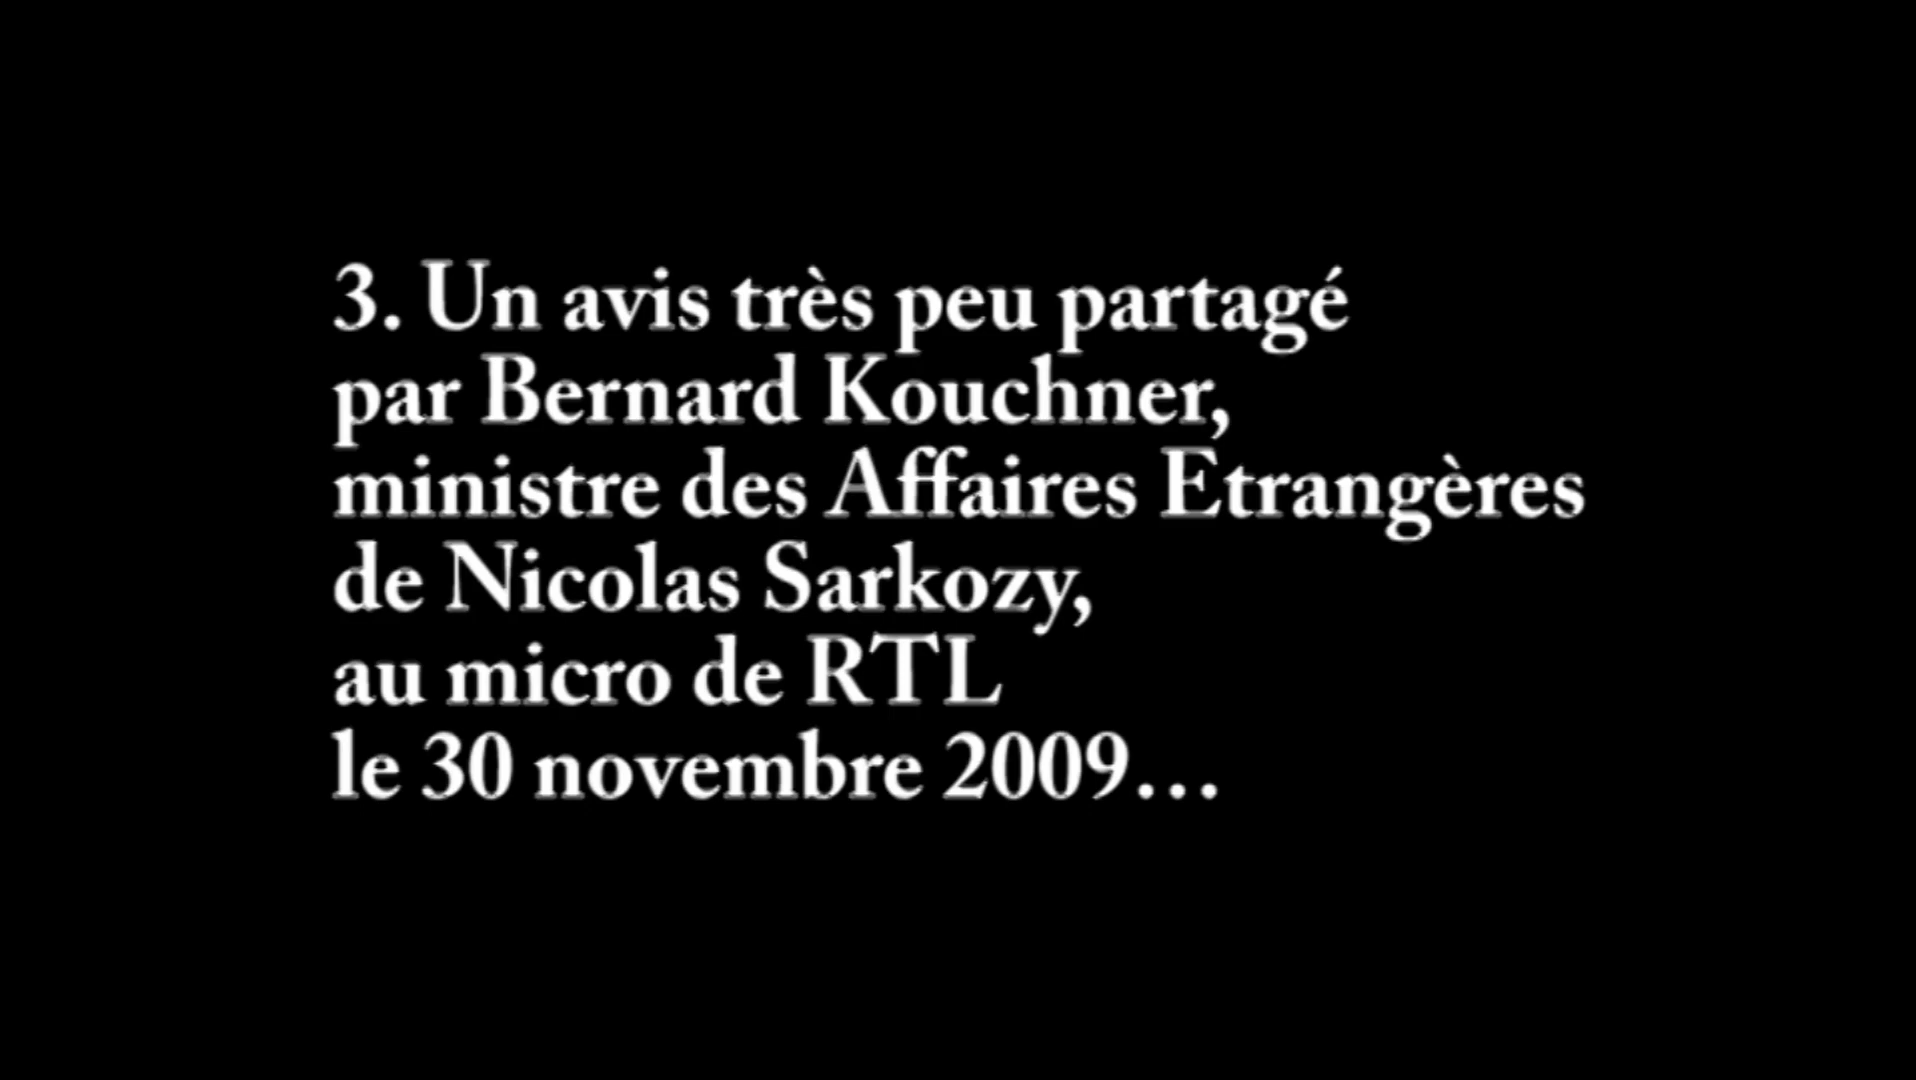 3. Un avis très peu partagé
par Bernard Kouchner,
ministre des Affaires Etrangères
de Nicolas Sarkozy,
au micro de RTL
le 30 novembre 2009…